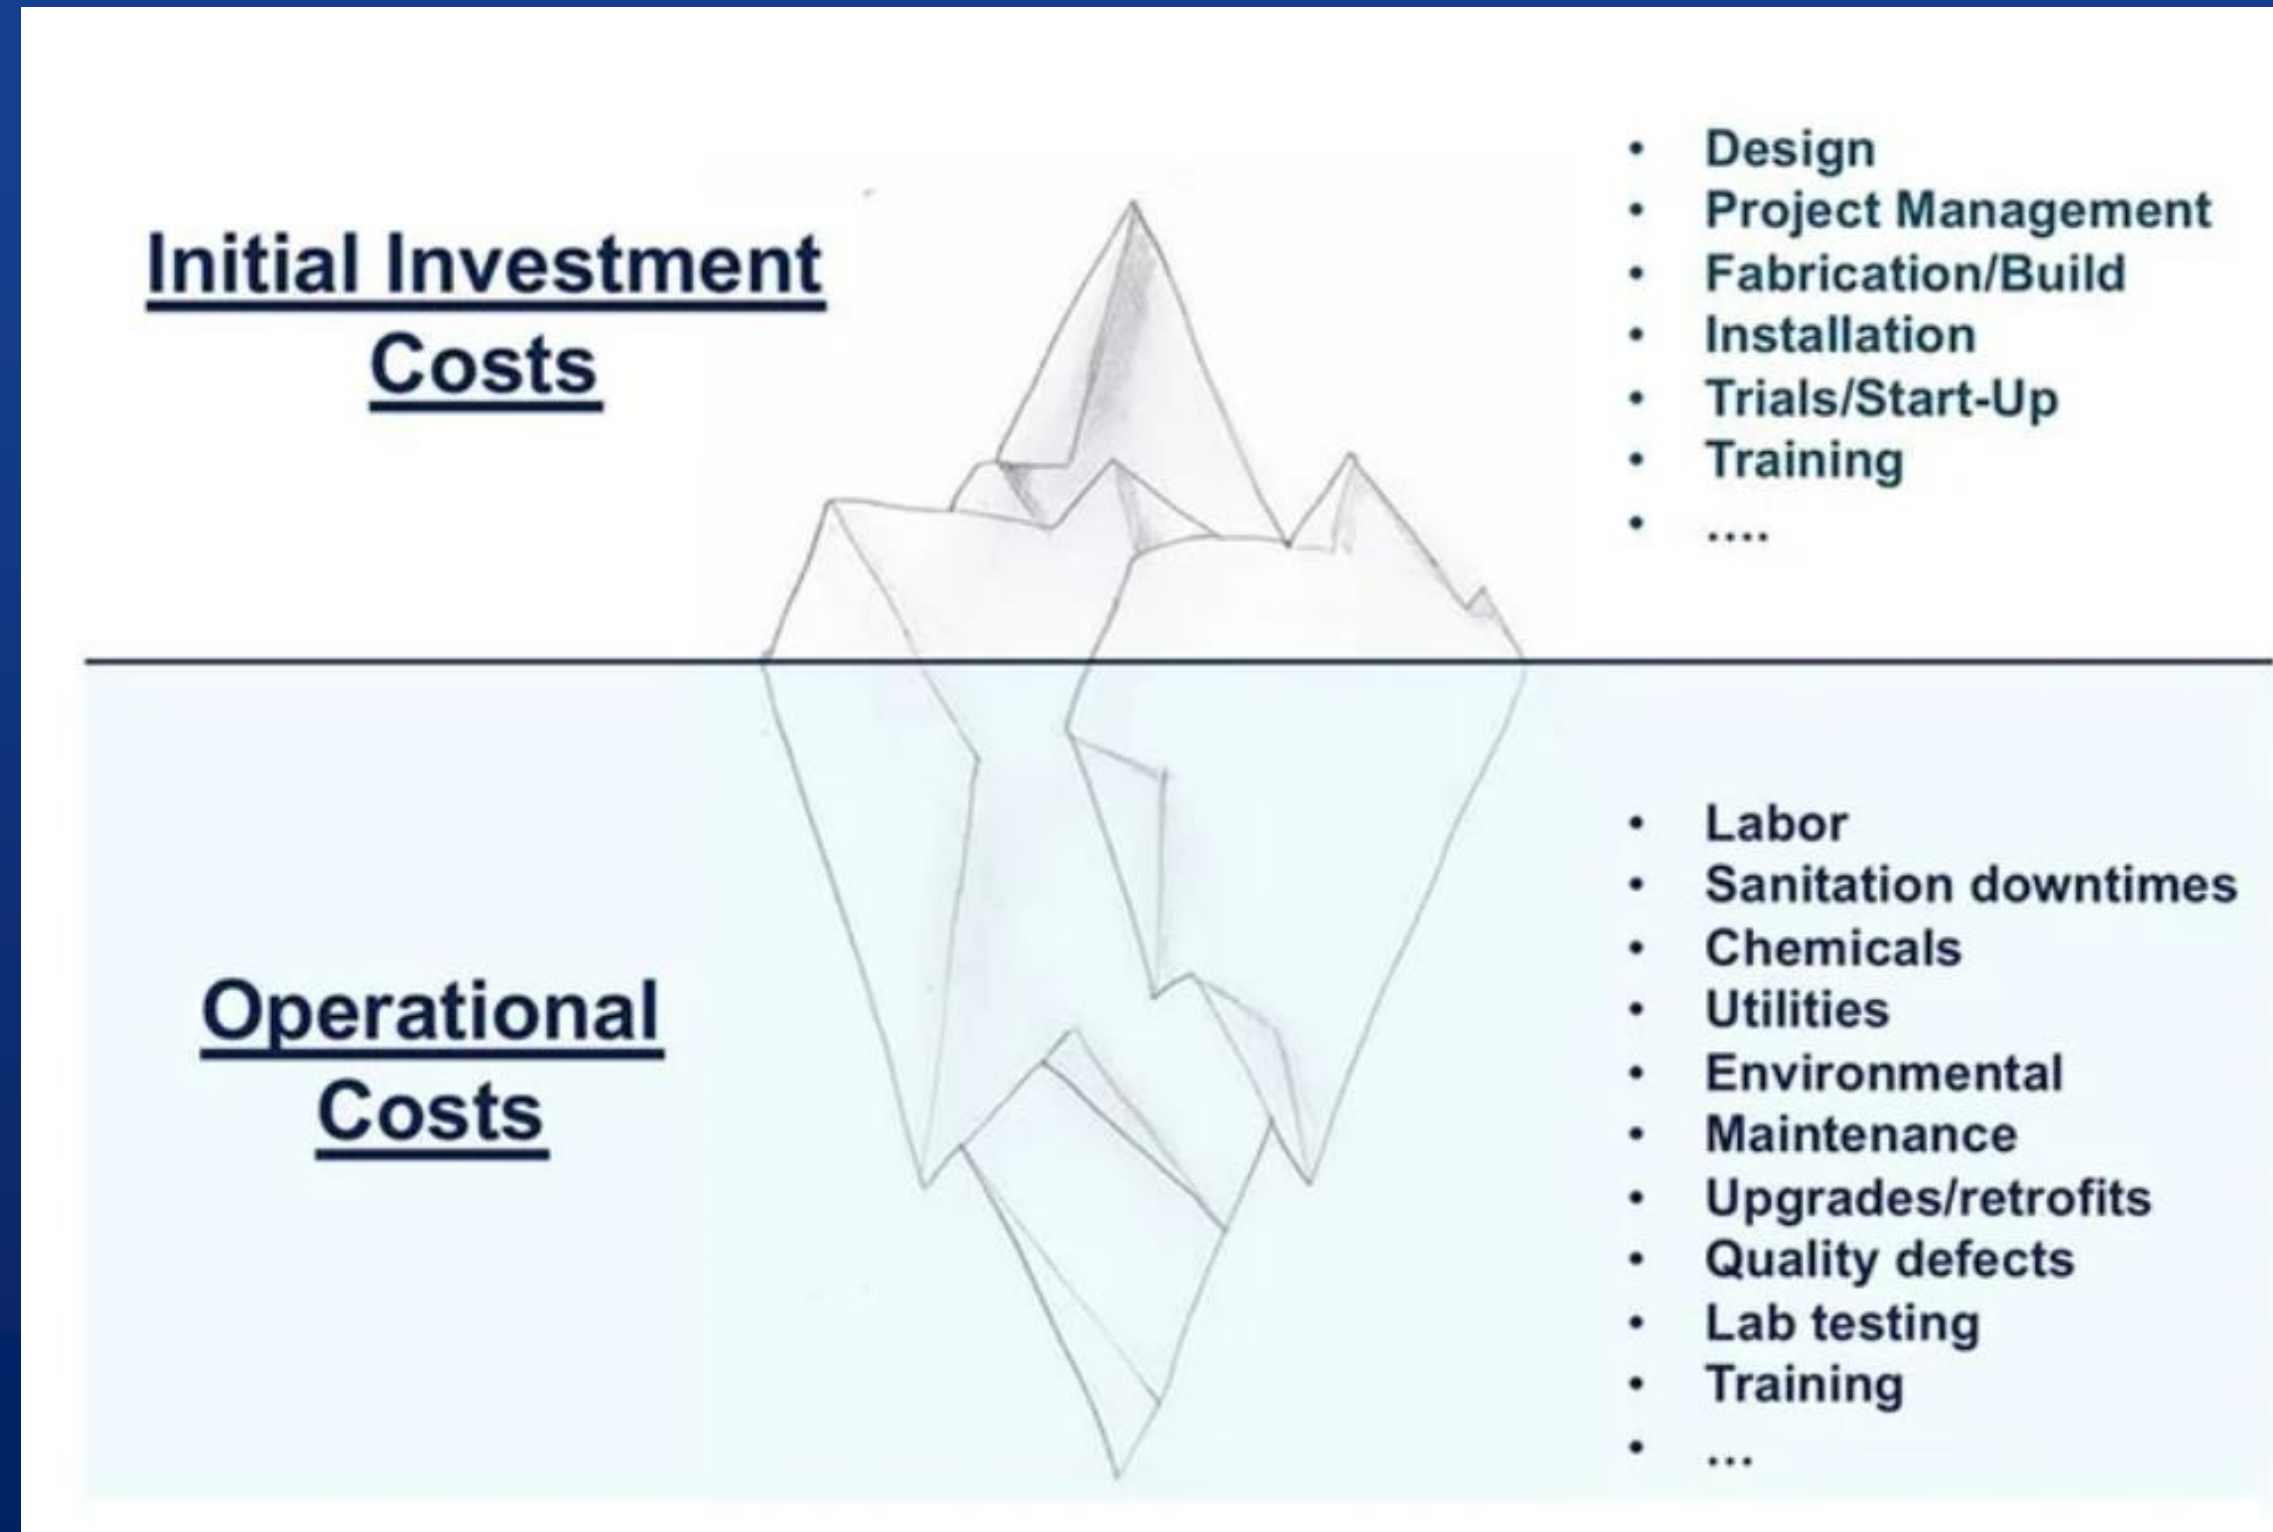 Initial Investment
Costs
• Design
• Project Management
• Fabrication/Build
• Installation
• Trials/Start-Up
• Training
• ....
Operational
Costs
• Labor
• Sanitation downtimes
• Chemicals
• Utilities
• Environmental
• Maintenance
• Upgrades/retrofits
• Quality defects
• Lab testing
• Training
• ...